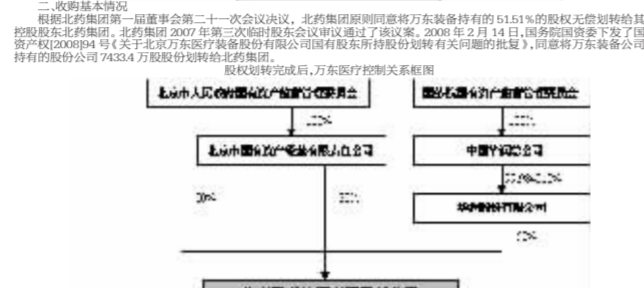 二、收购基本情况
根据北药集团第一届董事会第二十一次会议决议，北药集团原则同意将万东装备持有的51.51%的股权无偿划转给其
控股股东北药集团。北药集团2007年第三次临时股东会议审议通过了该议案。2008年2月14日,国务院国资委下发了国
资产权[2008]94号《关于北京万东医疗装备股份有限公司国有股东所持股份划转有关问题的批复》,同意将万东装备公司
持有的股份公司7433.4万股股份划转给北药集团。
股权划转完成后,万东医疗控制关系框图
北京市人民政府国有资产监督管理委员会
国务院国有资产监督管理委员会
北京市国有资产经营有限责任公司
中国华润总公司
华润股份有限公司